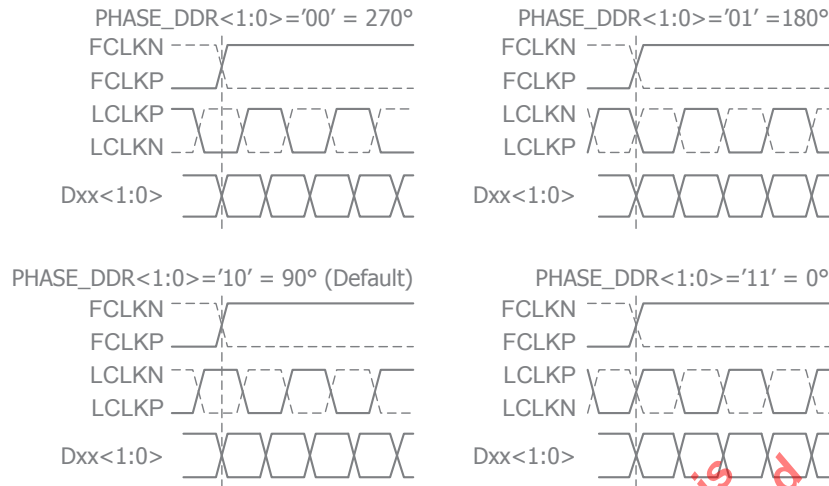 PHASE_DDR<1:0>='00' = 270°
FCLKN
FCLKP
LCLKP
LCLKN
Dxx<1:0>
PHASE_DDR<1:0>='01' =180°
FCLKN
FCLKP
LCLKN
LCLKP
Dxx<1:0>
PHASE_DDR<1:0>='10' = 90° (Default)
FCLKN
FCLKP
LCLKN
LCLKP
Dxx<1:0>
PHASE_DDR<1:0>='11' = 0°
FCLKN
FCLKP
LCLKP
LCLKN
Dxx<1:0>